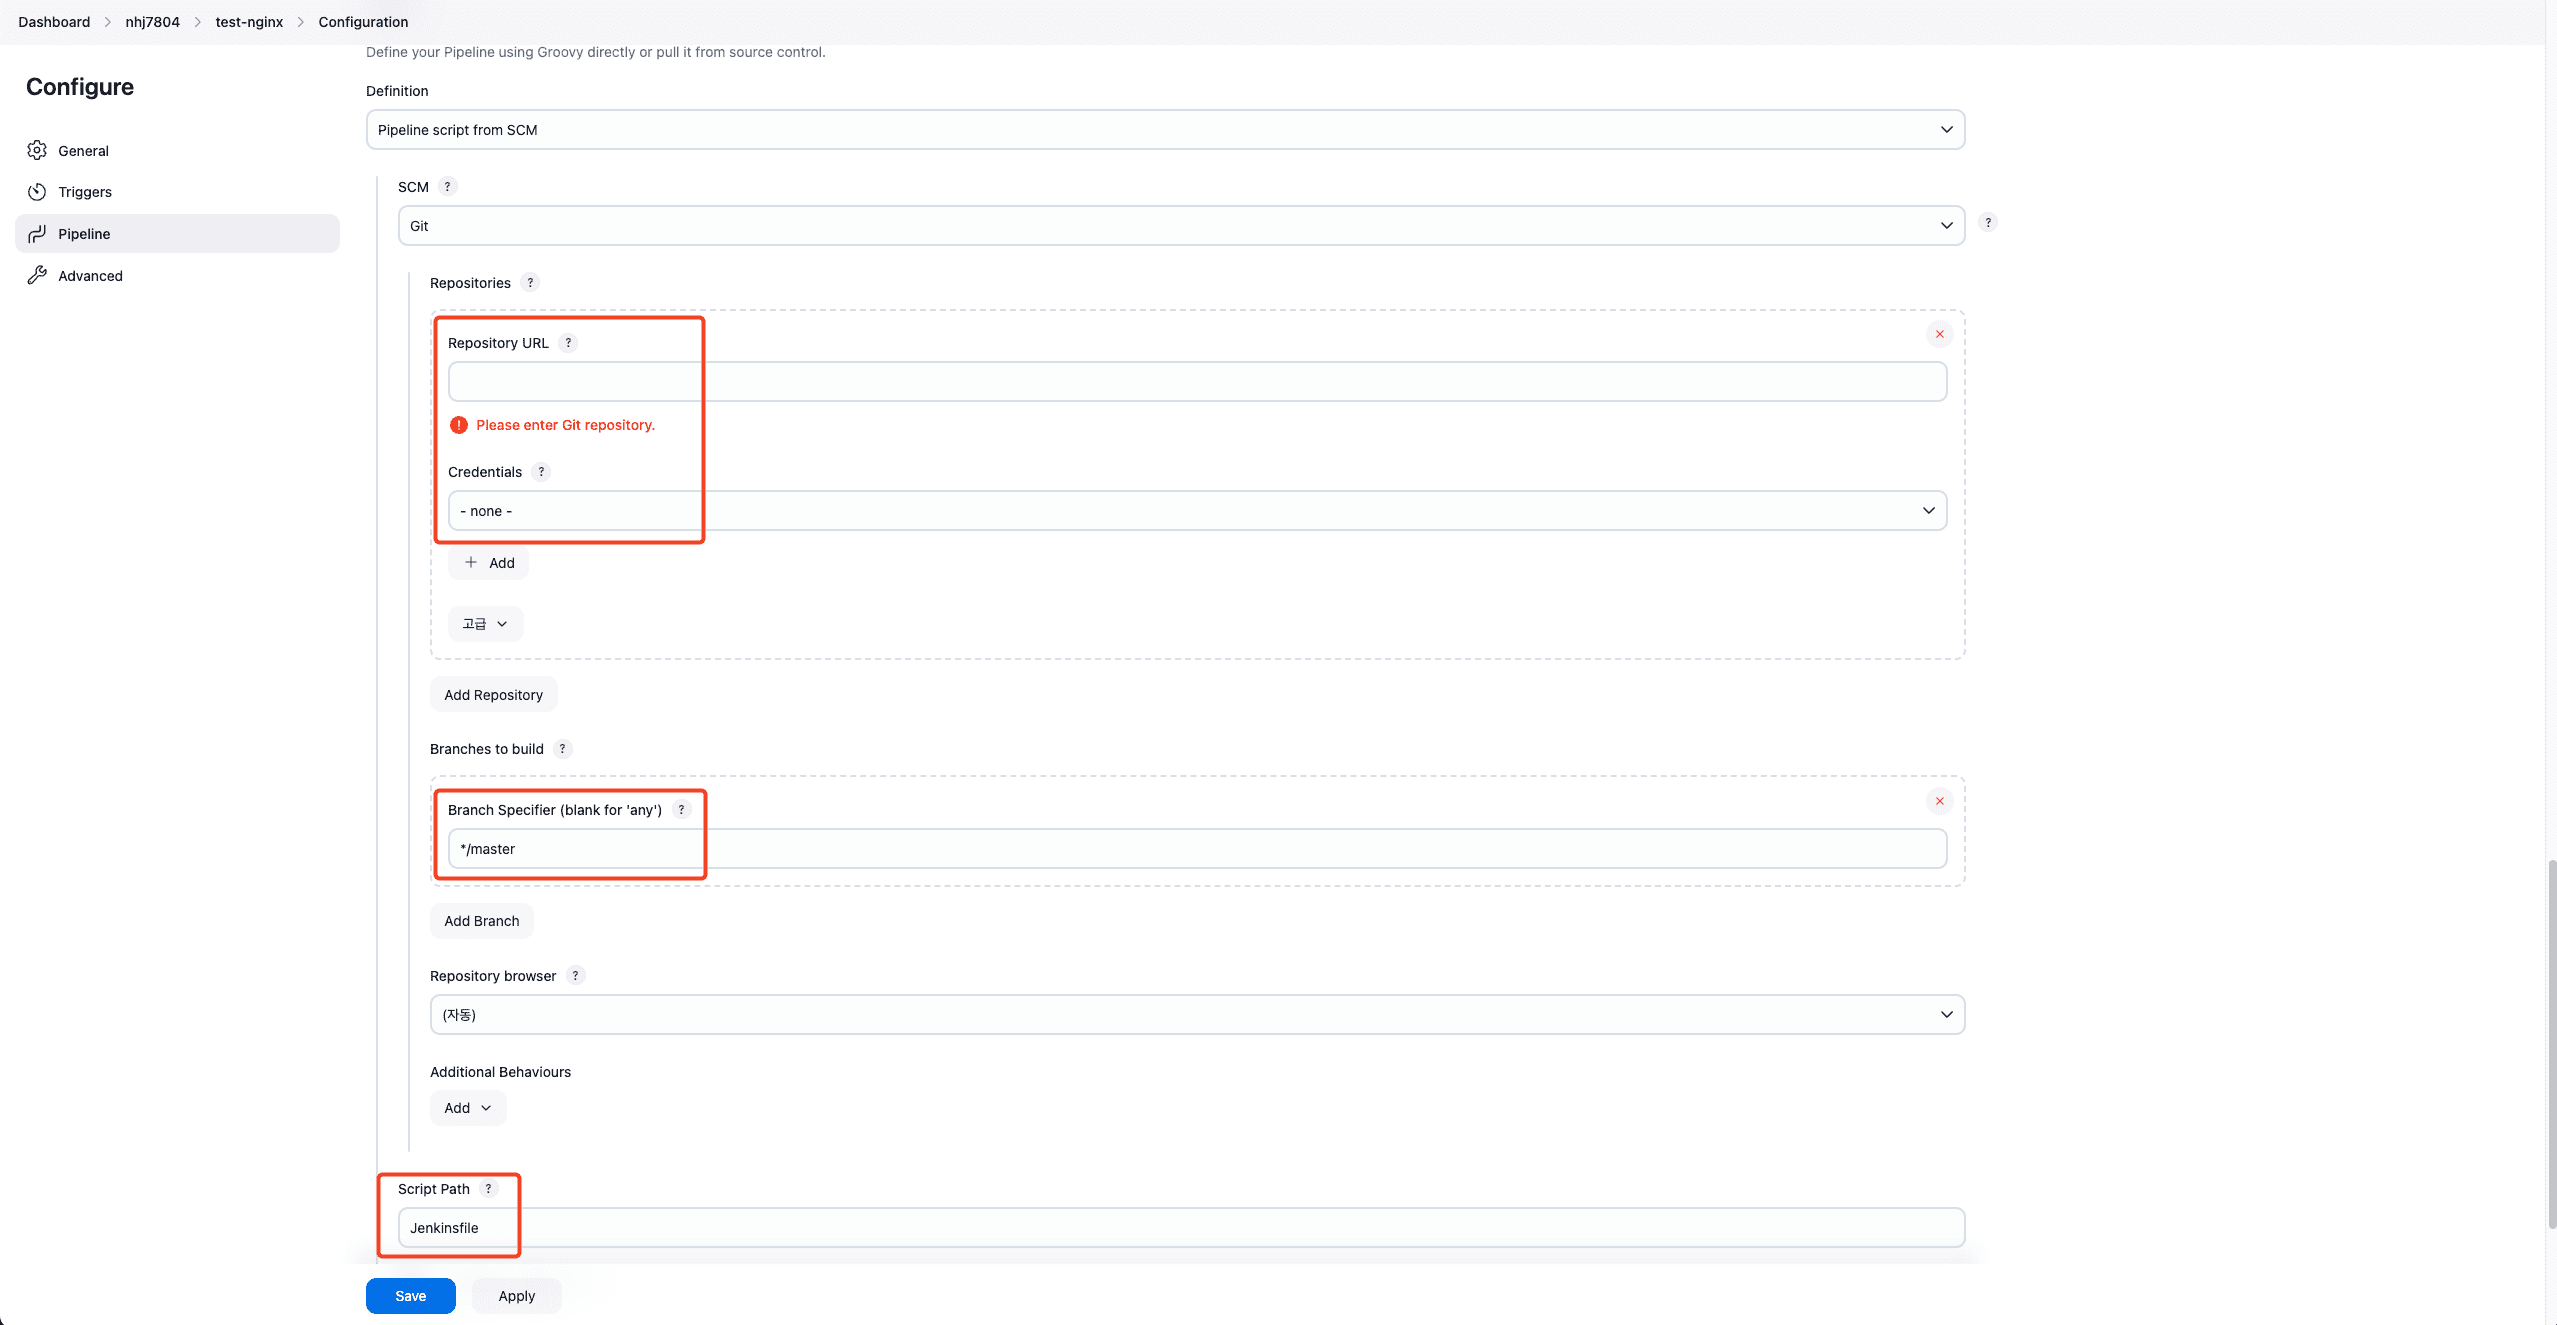 Dashboard > nhj7804 > test-nginx > Configuration
Configure
General
Triggers
Pipeline
Advanced
Define your Pipeline using Groovy directly or pull it from source control.
Definition
Pipeline script from SCM
SCM ?
Git
?
Repositories ?
Repository URL ?
Please enter Git repository.
Credentials ?
- none -
+ Add
고급
Add Repository
Branches to build ?
Branch Specifier (blank for 'any') ?
*/master
Add Branch
Repository browser ?
(자동)
Additional Behaviours
Add
Script Path ?
Jenkinsfile
Save
Apply